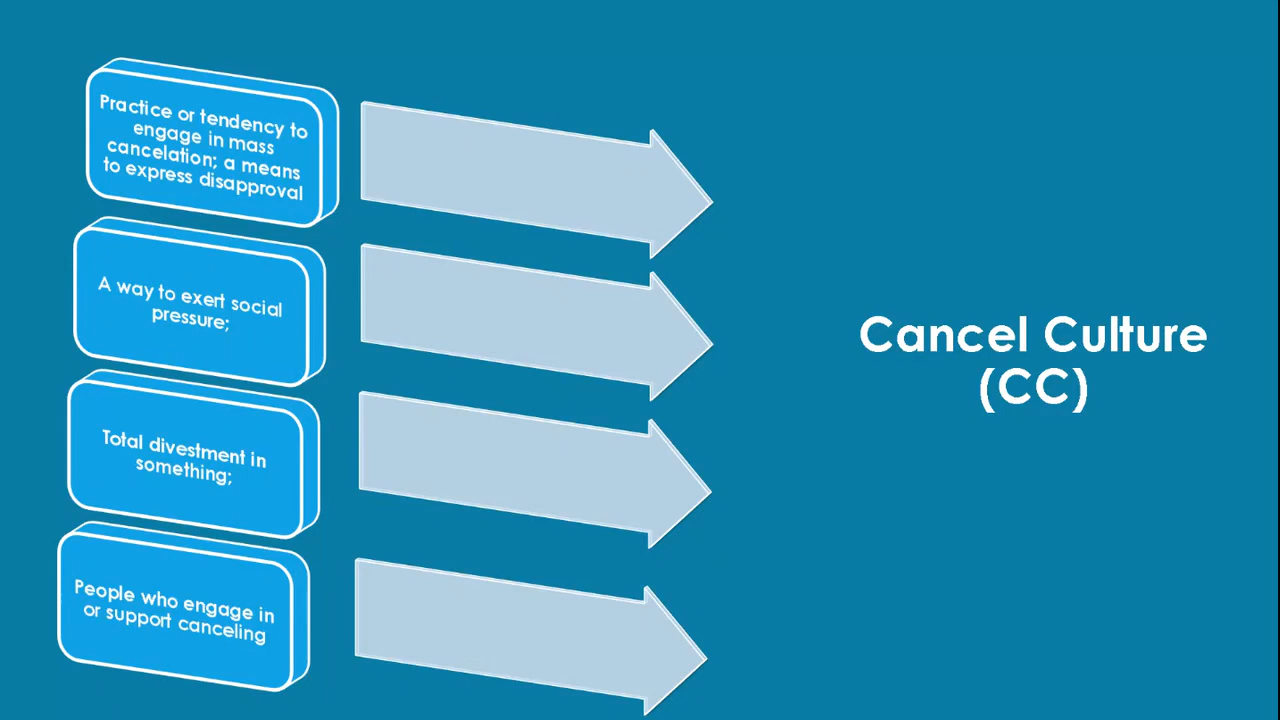 Practice or tendency to
engage in mass
cancelation; a means
to express disapproval
A way to exert social
pressure;
Total divestment in
something;
People who engage in
or support canceling
Cancel Culture
(CC)